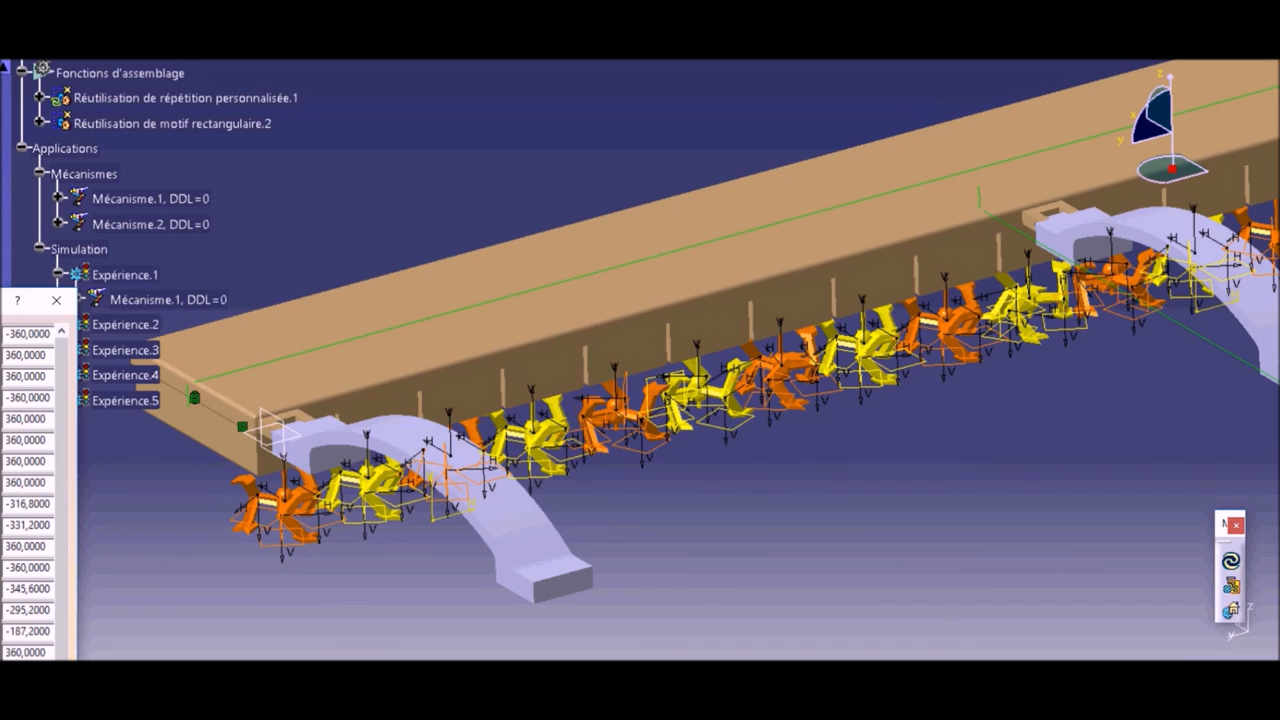 Fonctions d'assemblage
Réutilisation de répétition personnalisée.1
Réutilisation de motif rectangulaire.2
Applications
Mécanismes
Mécanisme.1, DDL=0
Mécanisme.2, DDL=0
Simulation
Expérience.1
Mécanisme.1, DDL=0
Expérience.2
Expérience.3
Expérience.4
Expérience.5
?
-360,0000
360,0000
360,0000
-360,0000
360,0000
360,0000
360,0000
360,0000
-316,8000
-331,2000
360,0000
-360,0000
-345,6000
-295,2000
-187,2000
360,0000
z
x
y
z
y